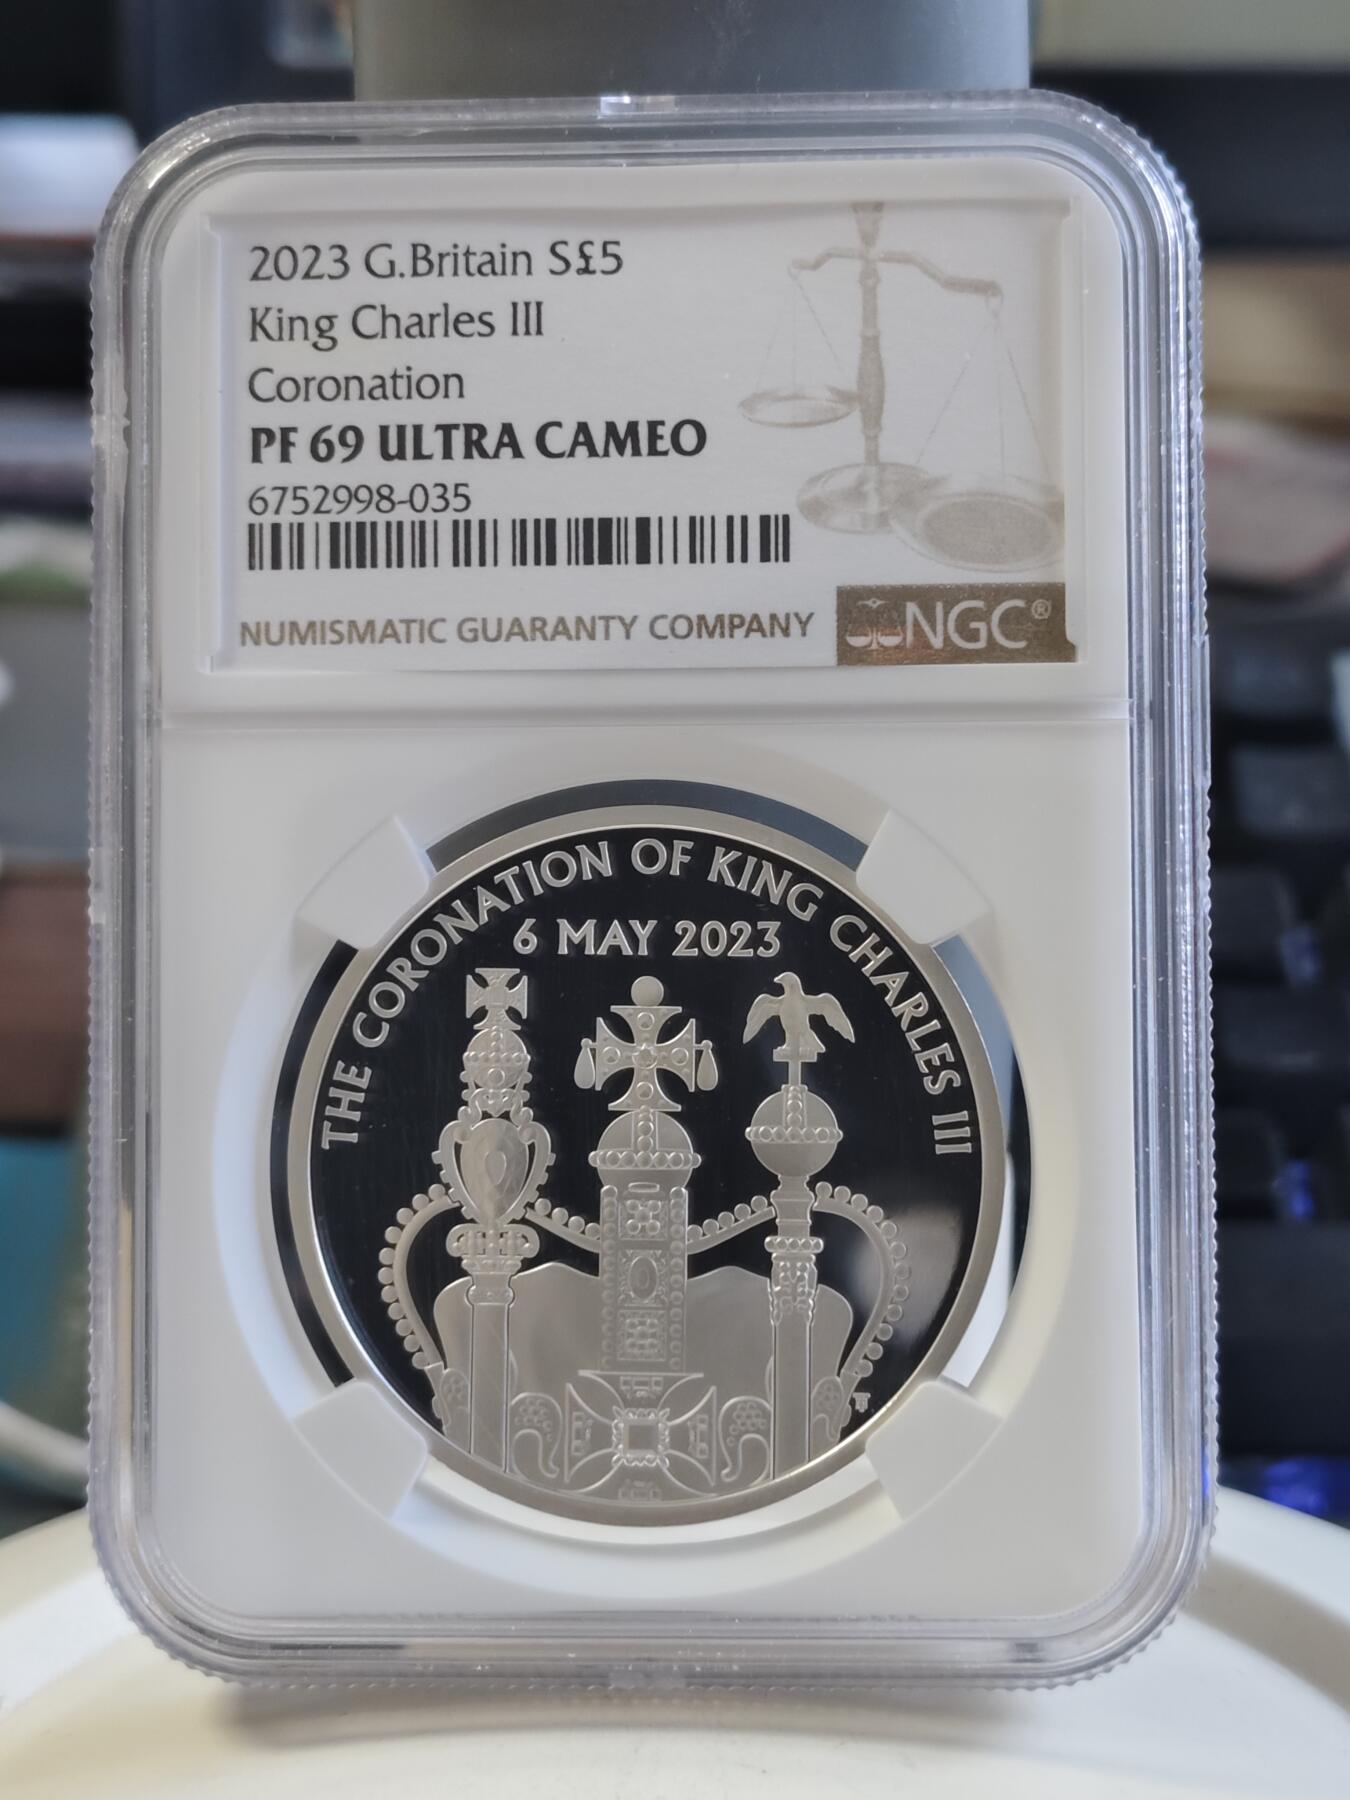 2023 G.Britain S£5
King Charles III
Coronation
PF 69 ULTRA CAMEO
6752998-035
NUMISMATIC GUARANTY COMPANY
NGC®
THE CORONATION OF KING CHARLES III
6 MAY 2023